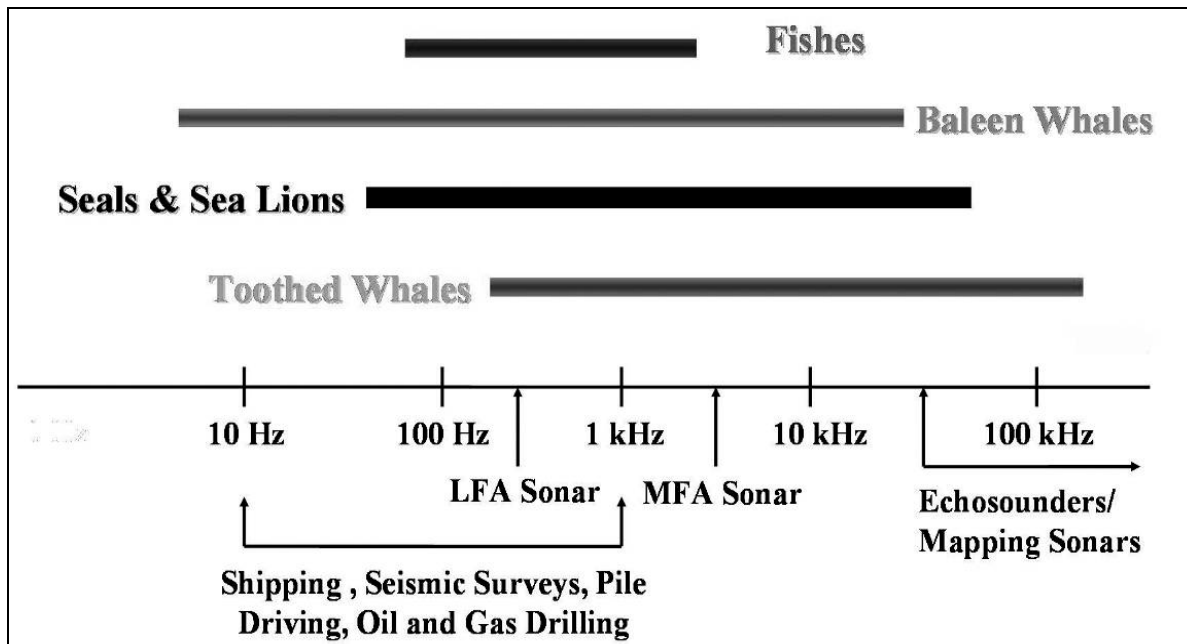 Fishes
Baleen Whales
Seals & Sea Lions
Toothed Whales
10 Hz 100 Hz 1 kHz 10 kHz 100 kHz
LFA Sonar MFA Sonar
Echosounders/
Mapping Sonars
Shipping , Seismic Surveys, Pile
Driving, Oil and Gas Drilling